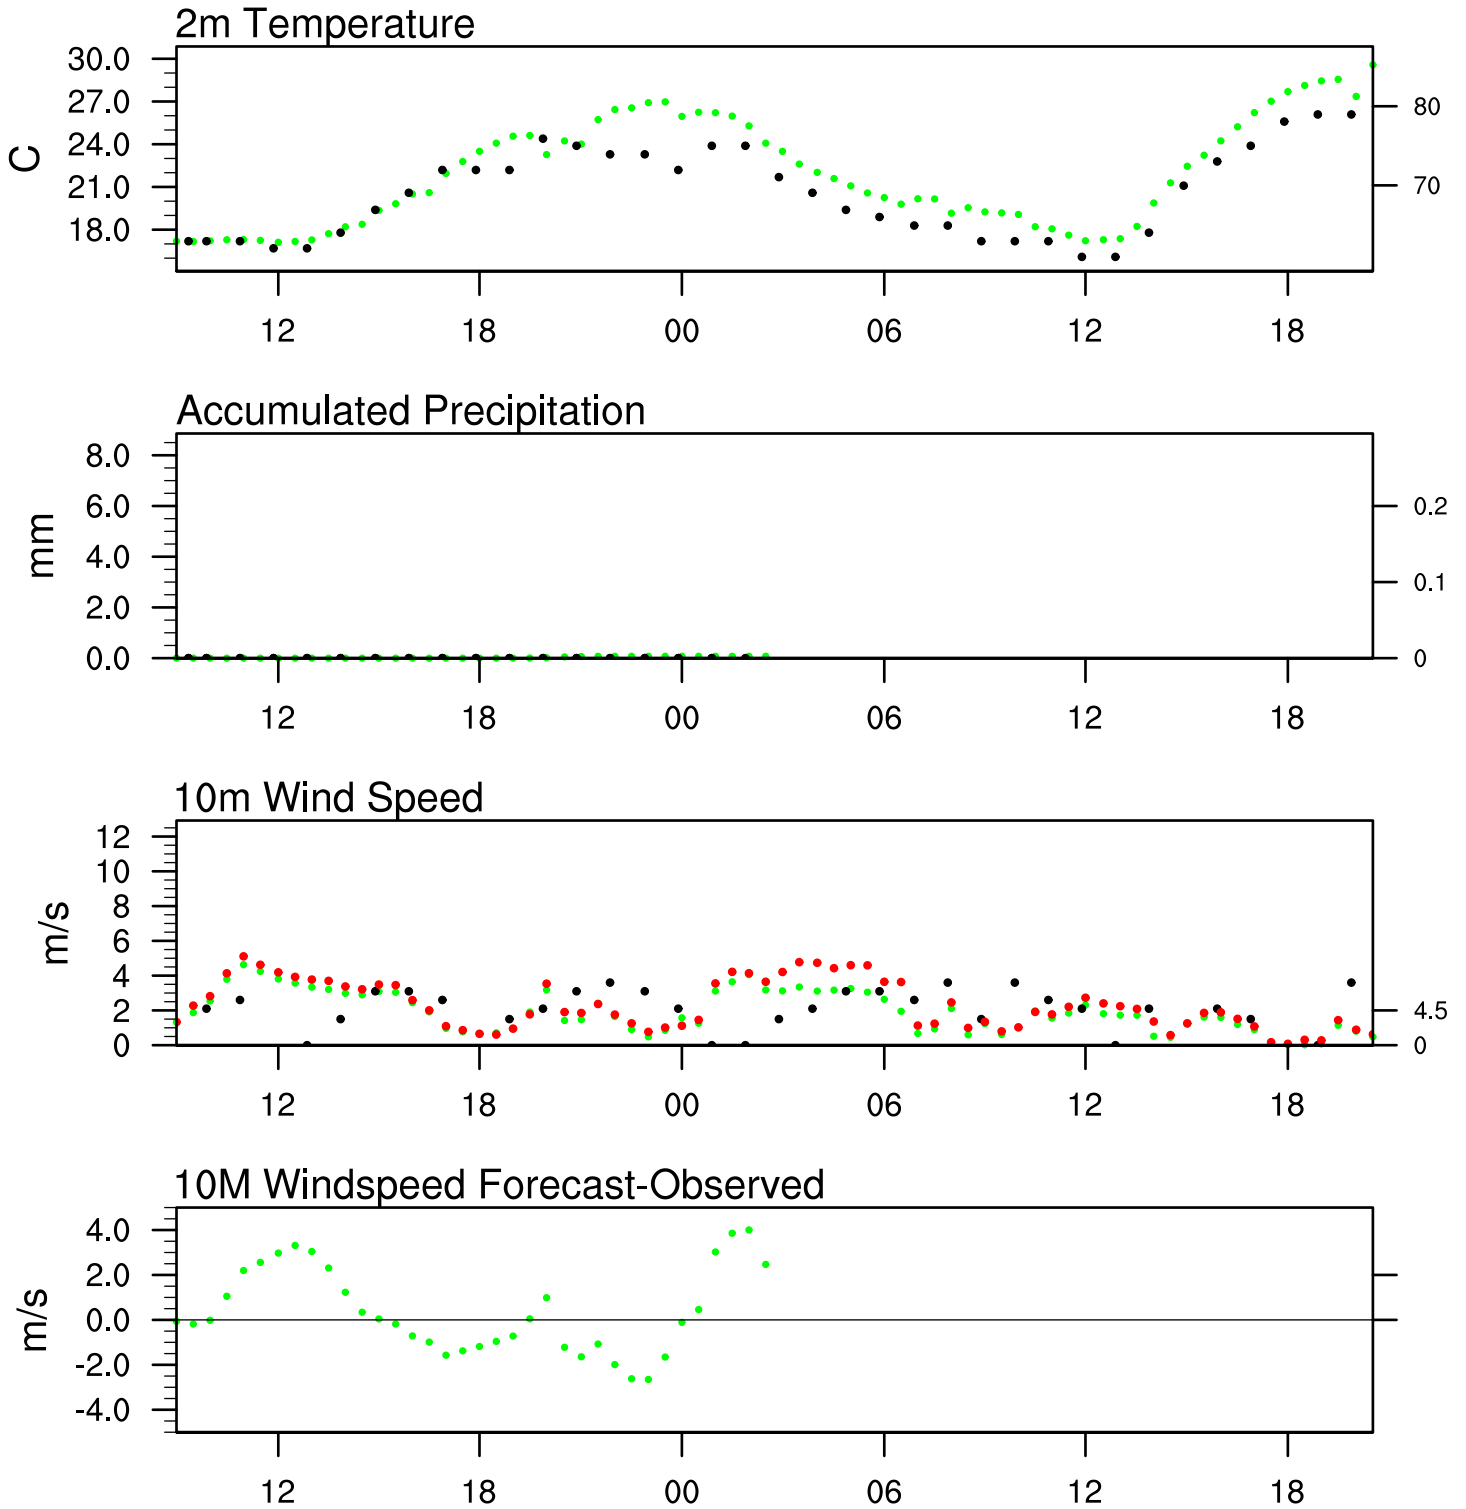 2m Temperature
30.0
27.0
24.0
21.0
18.0
C
80
70
12 18 00 06 12 18
Accumulated Precipitation
8.0
6.0
4.0
2.0
0.0
mm
0.2
0.1
0
12 18 00 06 12 18
10m Wind Speed
12
10
8
6
4
2
0
m/s
4.5
0
12 18 00 06 12 18
10M Windspeed Forecast-Observed
4.0
2.0
0.0
-2.0
-4.0
m/s
12 18 00 06 12 18